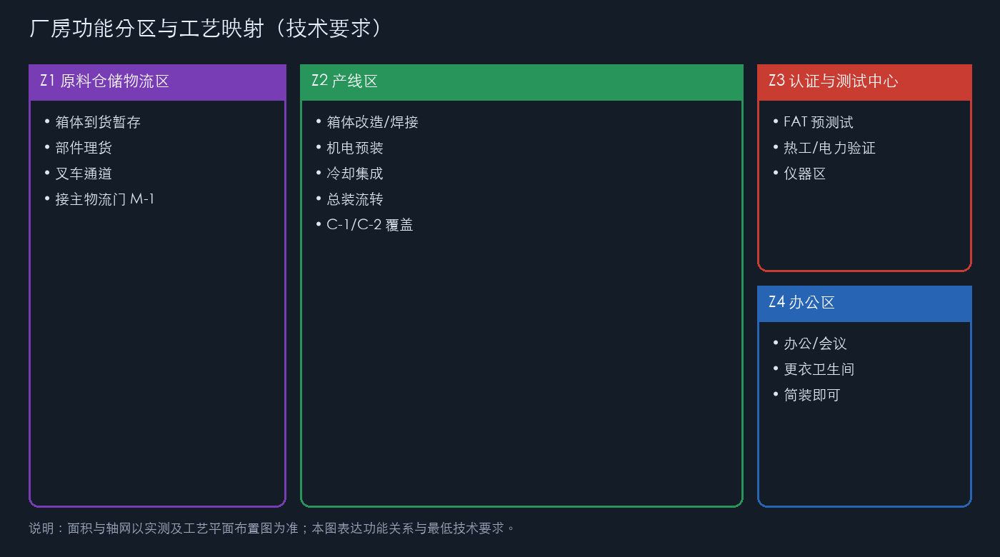 厂房功能分区与工艺映射（技术要求）
Z1 原料仓储物流区
• 箱体到货暂存
• 部件理货
• 叉车通道
• 接主物流门 M-1
Z2 产线区
• 箱体改造/焊接
• 机电预装
• 冷却集成
• 总装流转
• C-1/C-2 覆盖
Z3 认证与测试中心
• FAT 预测试
• 热工/电力验证
• 仪器区
Z4 办公区
• 办公/会议
• 更衣卫生间
• 简装即可
说明：面积与轴网以实测及工艺平面布置图为准；本图表达功能关系与最低技术要求。